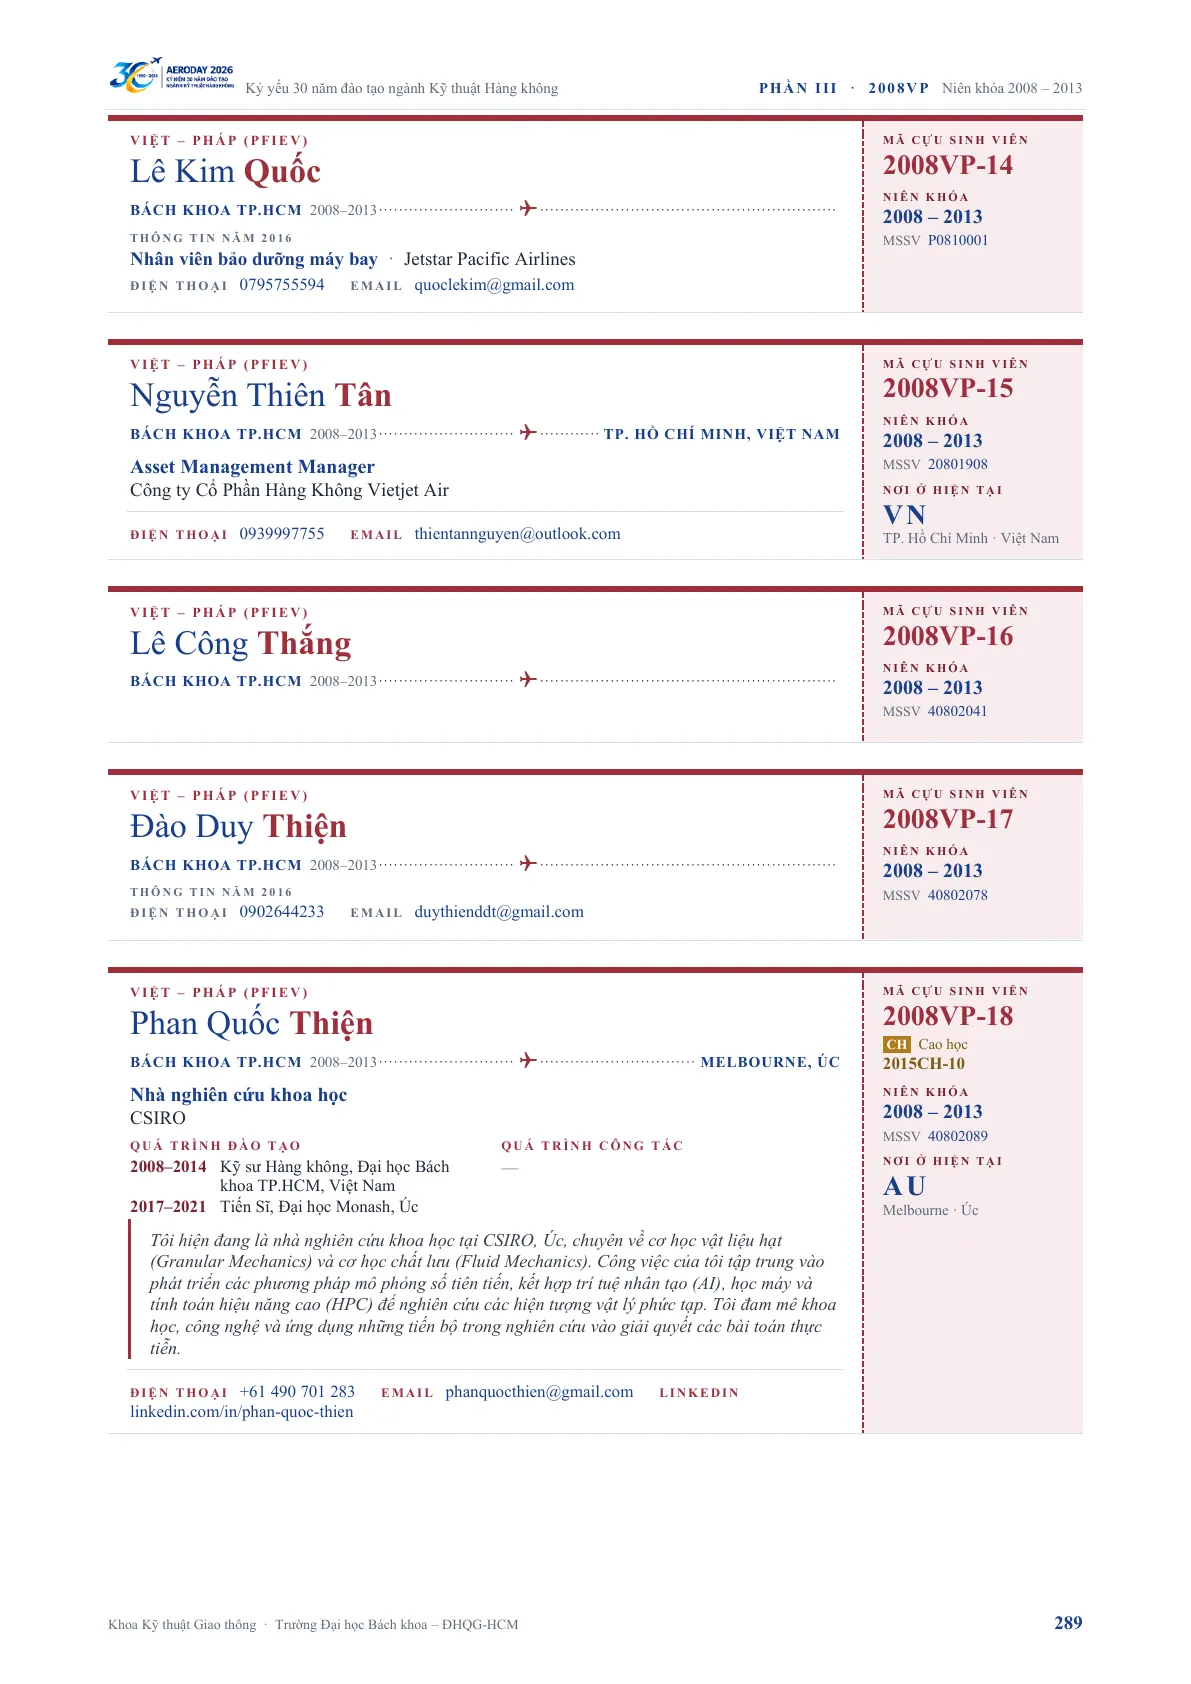 30 1996 - 2026 AERODAY 2026
KỶ NIỆM 30 NĂM ĐÀO TẠO
NGÀNH KỸ THUẬT HÀNG KHÔNG
Kỷ yếu 30 năm đào tạo ngành Kỹ thuật Hàng không
PHẦN III · 2008VP Niên khóa 2008 – 2013
VIỆT – PHÁP (PFIEV)
Lê Kim Quốc
BÁCH KHOA TP.HCM 2008–2013
THÔNG TIN NĂM 2016
Nhân viên bảo dưỡng máy bay · Jetstar Pacific Airlines
ĐIỆN THOẠI 0795755594 EMAIL quoclekim@gmail.com
MÃ CỰU SINH VIÊN
2008VP-14
NIÊN KHÓA
2008 – 2013
MSSV P0810001
VIỆT – PHÁP (PFIEV)
Nguyễn Thiên Tân
BÁCH KHOA TP.HCM 2008–2013 TP. HỒ CHÍ MINH, VIỆT NAM
Asset Management Manager
Công ty Cổ Phần Hàng Không Vietjet Air
ĐIỆN THOẠI 0939997755 EMAIL thientannguyen@outlook.com
MÃ CỰU SINH VIÊN
2008VP-15
NIÊN KHÓA
2008 – 2013
MSSV 20801908
NƠI Ở HIỆN TẠI
VN
TP. Hồ Chí Minh · Việt Nam
VIỆT – PHÁP (PFIEV)
Lê Công Thắng
BÁCH KHOA TP.HCM 2008–2013
MÃ CỰU SINH VIÊN
2008VP-16
NIÊN KHÓA
2008 – 2013
MSSV 40802041
VIỆT – PHÁP (PFIEV)
Đào Duy Thiện
BÁCH KHOA TP.HCM 2008–2013
THÔNG TIN NĂM 2016
ĐIỆN THOẠI 0902644233 EMAIL duythienddt@gmail.com
MÃ CỰU SINH VIÊN
2008VP-17
NIÊN KHÓA
2008 – 2013
MSSV 40802078
VIỆT – PHÁP (PFIEV)
Phan Quốc Thiện
BÁCH KHOA TP.HCM 2008–2013 MELBOURNE, ÚC
Nhà nghiên cứu khoa học
CSIRO
QUÁ TRÌNH ĐÀO TẠO
2008–2014 Kỹ sư Hàng không, Đại học Bách
khoa TP.HCM, Việt Nam
2017–2021 Tiến Sĩ, Đại học Monash, Úc
QUÁ TRÌNH CÔNG TÁC
—
Tôi hiện đang là nhà nghiên cứu khoa học tại CSIRO, Úc, chuyên về cơ học vật liệu hạt
(Granular Mechanics) và cơ học chất lưu (Fluid Mechanics). Công việc của tôi tập trung vào
phát triển các phương pháp mô phỏng số tiên tiến, kết hợp trí tuệ nhân tạo (AI), học máy và
tính toán hiệu năng cao (HPC) để nghiên cứu các hiện tượng vật lý phức tạp. Tôi đam mê khoa
học, công nghệ và ứng dụng những tiến bộ trong nghiên cứu vào giải quyết các bài toán thực
tiễn.
ĐIỆN THOẠI +61 490 701 283 EMAIL phanquocthien@gmail.com LINKEDIN
linkedin.com/in/phan-quoc-thien
MÃ CỰU SINH VIÊN
2008VP-18
CH Cao học
2015CH-10
NIÊN KHÓA
2008 – 2013
MSSV 40802089
NƠI Ở HIỆN TẠI
AU
Melbourne · Úc
Khoa Kỹ thuật Giao thông · Trường Đại học Bách khoa – ĐHQG-HCM
289